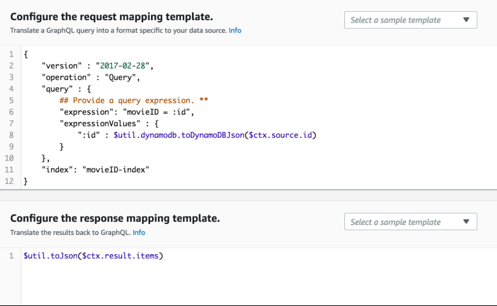 Configure the request mapping template.
Select a sample template
Translate a GraphQL query into a format specific to your data source. Info
1 {
2     "version" : "2017-02-28",
3     "operation" : "Query",
4     "query" : {
5         ## Provide a query expression. **
6         "expression": "movieID = :id",
7         "expressionValues" : {
8             ":id" : $util.dynamodb.toDynamoDBJson($ctx.source.id)
9         }
10     },
11     "index": "movieID-index"
12 }
Configure the response mapping template.
Select a sample template
Translate the results back to GraphQL. Info
1 $util.toJson($ctx.result.items)